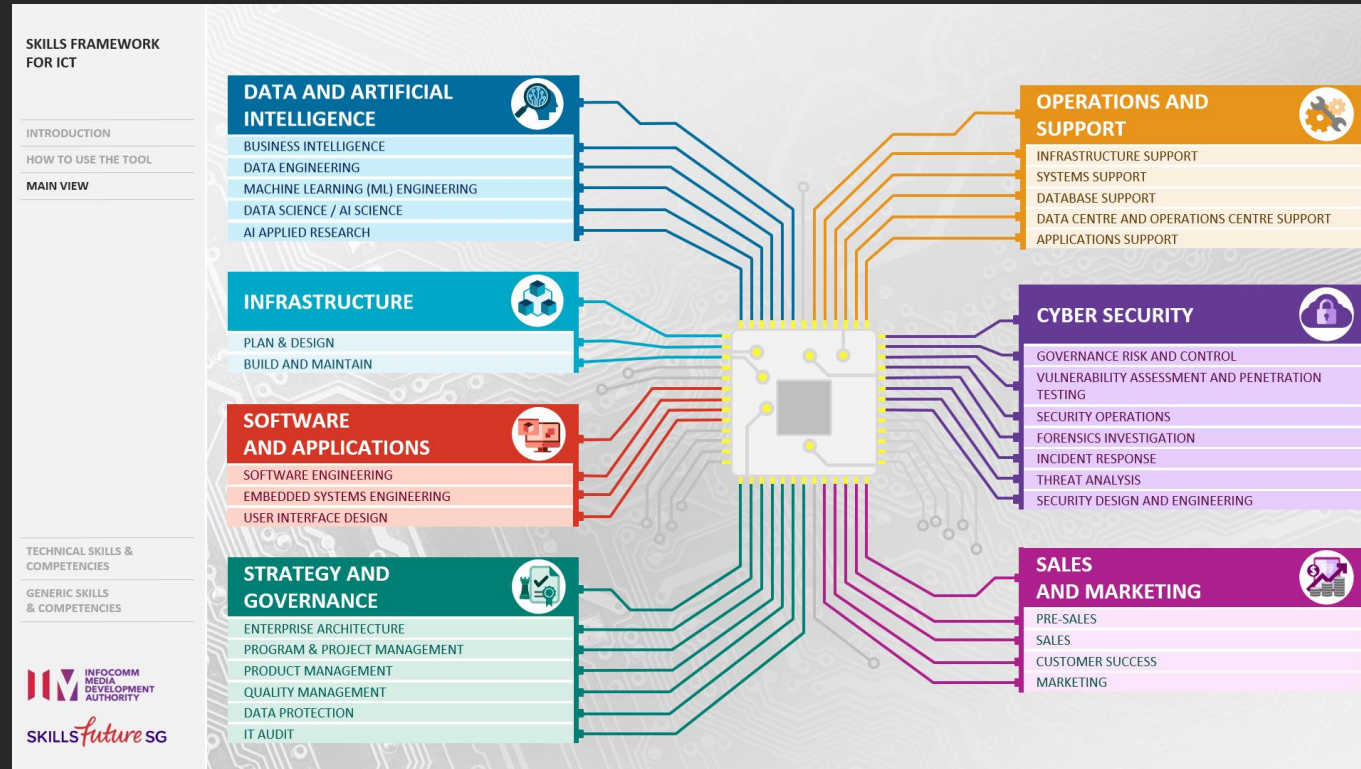 SKILLS FRAMEWORK
FOR ICT
INTRODUCTION
HOW TO USE THE TOOL
MAIN VIEW
TECHNICAL SKILLS &
COMPETENCIES
GENERIC SKILLS
& COMPETENCIES
INFOCOMM
MEDIA
DEVELOPMENT
AUTHORITY
SKILLS future SG
DATA AND ARTIFICIAL
INTELLIGENCE
BUSINESS INTELLIGENCE
DATA ENGINEERING
MACHINE LEARNING (ML) ENGINEERING
DATA SCIENCE / AI SCIENCE
AI APPLIED RESEARCH
INFRASTRUCTURE
PLAN & DESIGN
BUILD AND MAINTAIN
SOFTWARE
AND APPLICATIONS
SOFTWARE ENGINEERING
EMBEDDED SYSTEMS ENGINEERING
USER INTERFACE DESIGN
STRATEGY AND
GOVERNANCE
ENTERPRISE ARCHITECTURE
PROGRAM & PROJECT MANAGEMENT
PRODUCT MANAGEMENT
QUALITY MANAGEMENT
DATA PROTECTION
IT AUDIT
OPERATIONS AND
SUPPORT
INFRASTRUCTURE SUPPORT
SYSTEMS SUPPORT
DATABASE SUPPORT
DATA CENTRE AND OPERATIONS CENTRE SUPPORT
APPLICATIONS SUPPORT
CYBER SECURITY
GOVERNANCE RISK AND CONTROL
VULNERABILITY ASSESSMENT AND PENETRATION
TESTING
SECURITY OPERATIONS
FORENSICS INVESTIGATION
INCIDENT RESPONSE
THREAT ANALYSIS
SECURITY DESIGN AND ENGINEERING
SALES
AND MARKETING
PRE-SALES
SALES
CUSTOMER SUCCESS
MARKETING